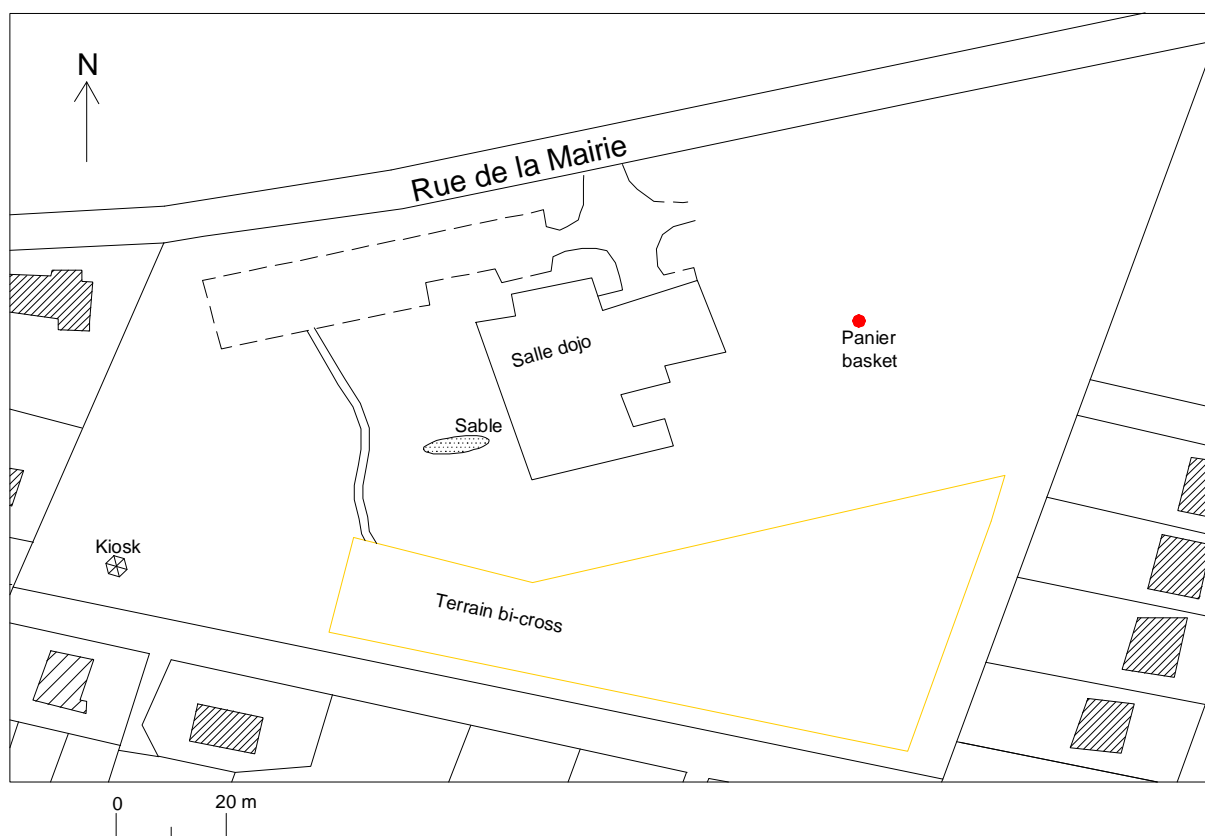 N
Rue de la Mairie
Salle dojo
Panier
basket
Sable
Kiosk
Terrain bi-cross
0
20 m